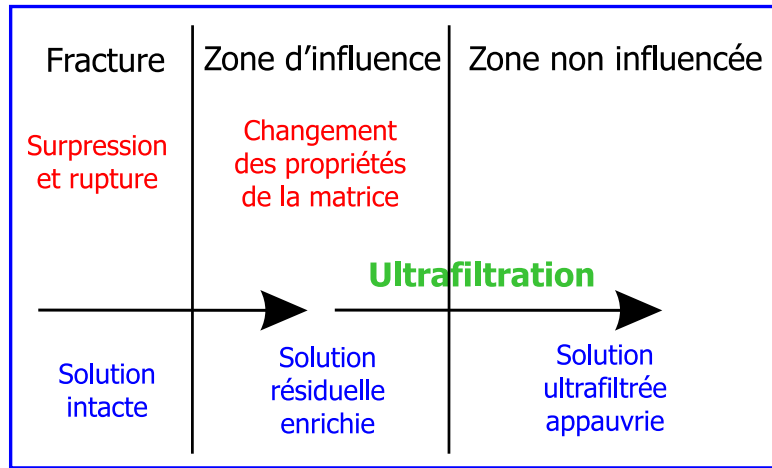 Fracture
Zone d'influence
Zone non influencée
Surpression
et rupture
Changement
des propriétés
de la matrice
Ultrafiltration
Solution
intacte
Solution
résiduelle
enrichie
Solution
ultrafiltrée
appauvrie